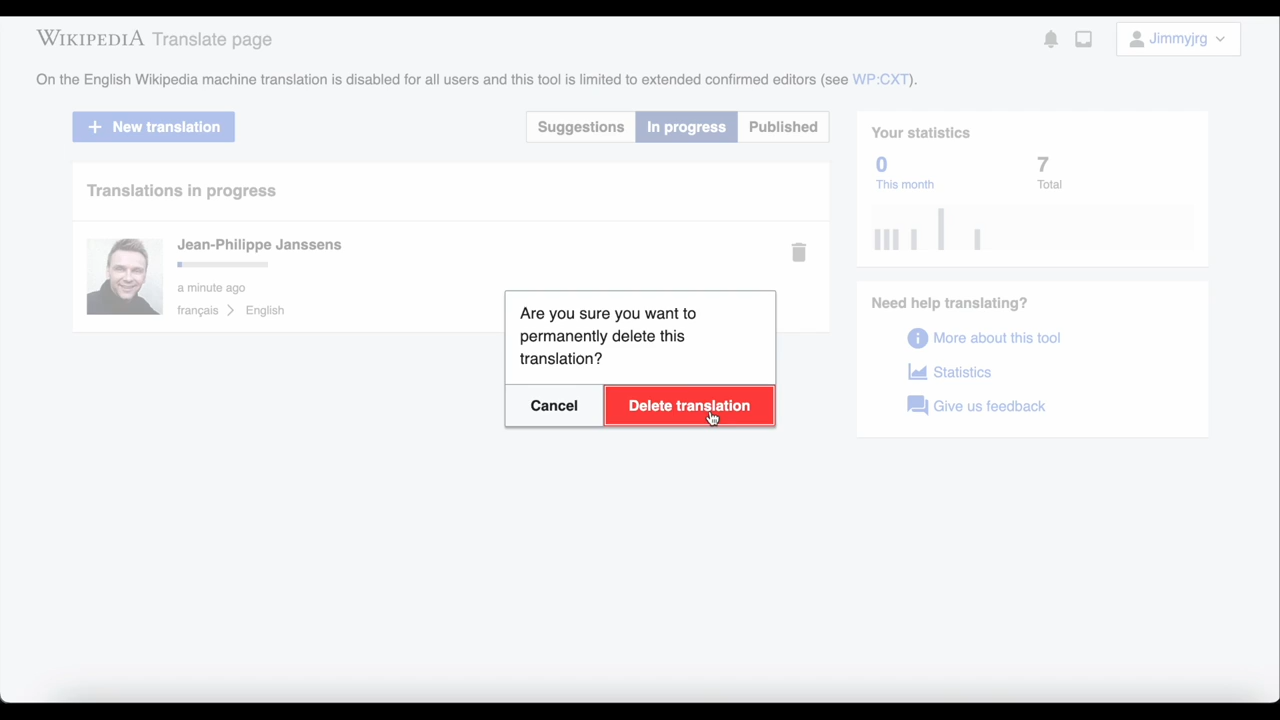 WIKIPEDIA Translate page
Jimmyjrg
On the English Wikipedia machine translation is disabled for all users and this tool is limited to extended confirmed editors (see WP:CXT).
+ New translation
Suggestions In progress Published
Translations in progress
Jean-Philippe Janssens
a minute ago
français > English
Are you sure you want to
permanently delete this
translation?
Cancel Delete translation
Your statistics
0 7
This month Total
Need help translating?
More about this tool
Statistics
Give us feedback